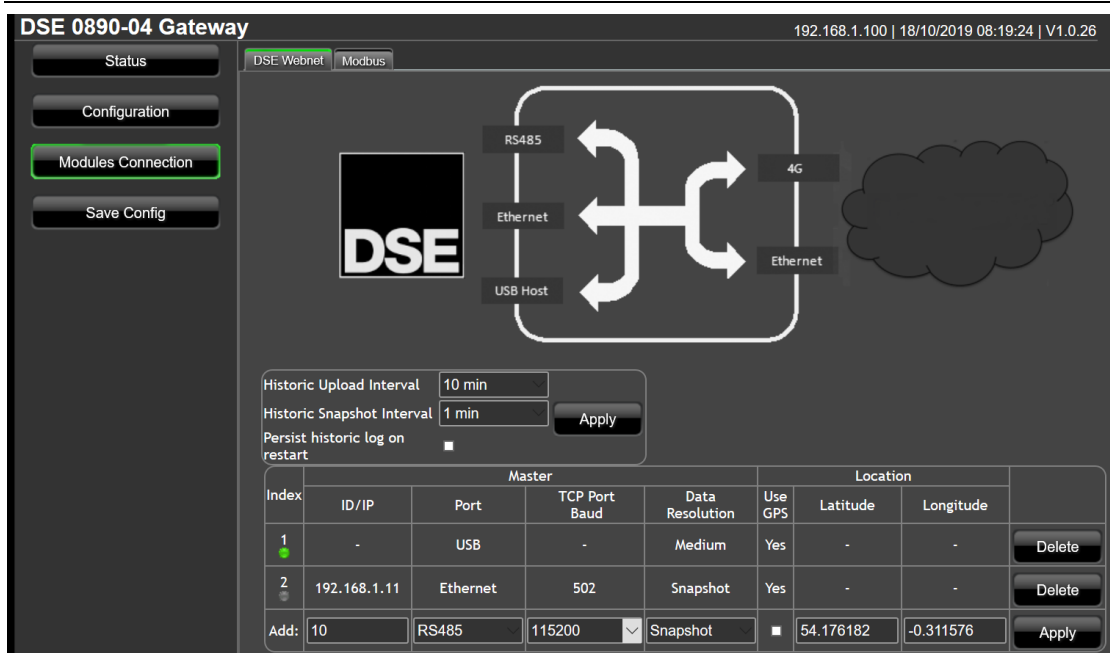 DSE 0890-04 Gateway
192.168.1.100 | 18/10/2019 08:19:24 | V1.0.26
Status
Configuration
Modules Connection
Save Config
DSE Webnet Modbus
RS485
Ethernet
USB Host
DSE
4G
Ethernet
Historic Upload Interval 10 min
Historic Snapshot Interval 1 min
Apply
Persist historic log on
restart
Master Location
Index ID/IP Port TCP Port Baud Data Resolution Use GPS Latitude Longitude
1 - USB - Medium Yes - - Delete
2 192.168.1.11 Ethernet 502 Snapshot Yes - - Delete
Add: 10 RS485 115200 Snapshot 54.176182 -0.311576 Apply